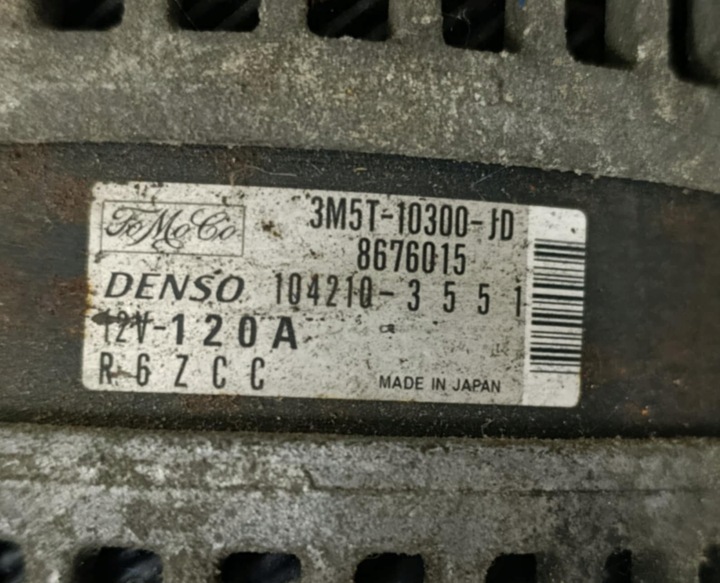 FoMoCo
3M5T-10300-JD
8676015
DENSO 104210-3551
12V-120A
R6ZCC
MADE IN JAPAN